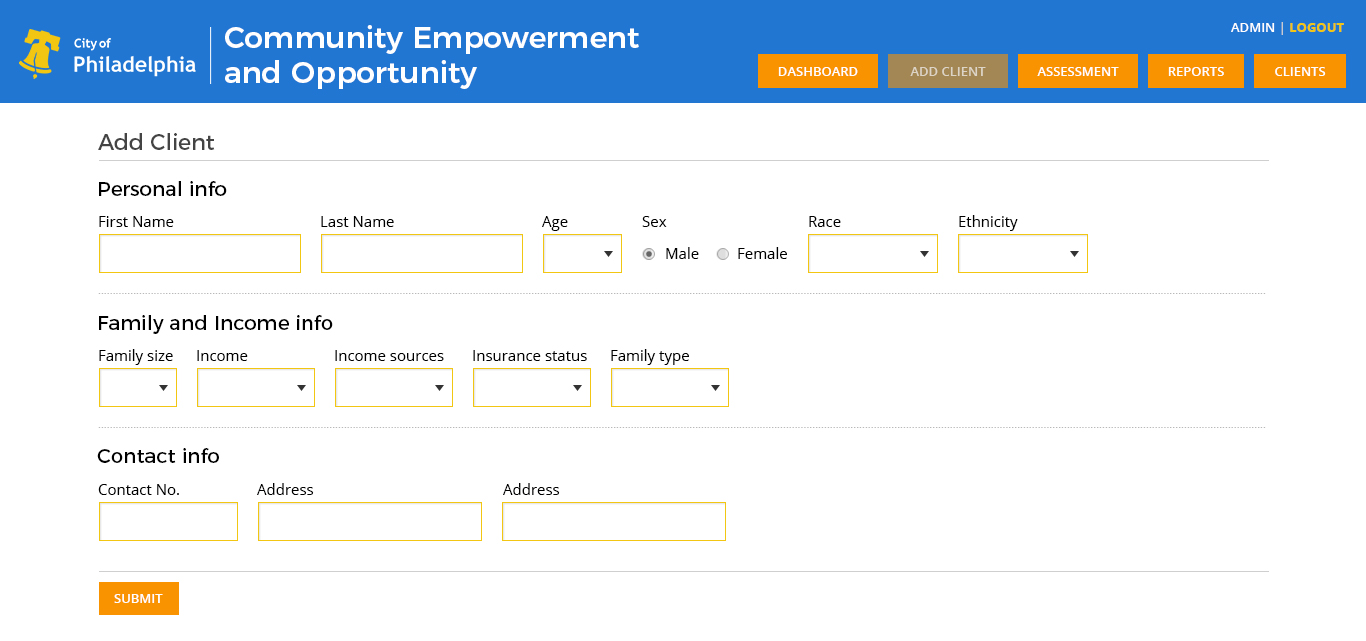 City of
Philadelphia
Community Empowerment
and Opportunity
ADMIN | LOGOUT
DASHBOARD ADD CLIENT ASSESSMENT REPORTS CLIENTS
Add Client
Personal info
First Name Last Name Age Sex Race Ethnicity
Male Female
Family and Income info
Family size Income Income sources Insurance status Family type
Contact info
Contact No. Address Address
SUBMIT